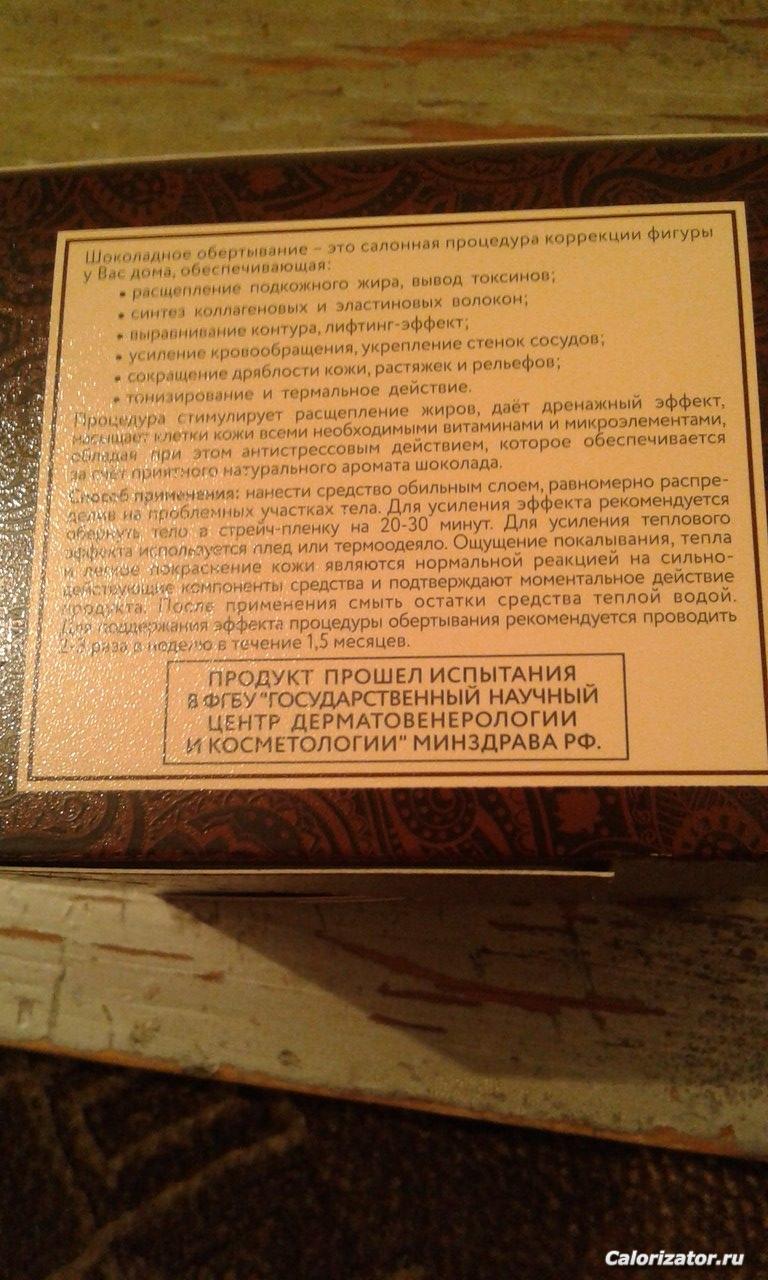 Шоколадное обертывание – это салонная процедура коррекции фигуры
у Вас дома, обеспечивающая:
• расщепление подкожного жира, вывод токсинов;
• синтез коллагеновых и эластиновых волокон;
• выравнивание контура, лифтинг-эффект;
• усиление кровообращения, укрепление стенок сосудов;
• сокращение дряблости кожи, растяжек и рельефов;
• тонизирование и термальное действие.
Процедура стимулирует расщепление жиров, даёт дренажный эффект,
насыщает клетки кожи всеми необходимыми витаминами и микроэлементами,
обладая при этом антистрессовым действием, которое обеспечивается
за счёт приятного натурального аромата шоколада.
Способ применения: нанести средство обильным слоем, равномерно распре-
делив на проблемных участках тела. Для усиления эффекта рекомендуется
обернуть тело в стрейч-пленку на 20-30 минут. Для усиления теплового
эффекта используется плед или термоодеяло. Ощущение покалывания, тепла
и легкое покраснение кожи являются нормальной реакцией на сильно-
действующие компоненты средства и подтверждают моментальное действие
продукта. После применения смыть остатки средства теплой водой.
Для поддержания эффекта процедуры обертывания рекомендуется проводить
2-3 раза в неделю в течение 1,5 месяцев.
ПРОДУКТ ПРОШЕЛ ИСПЫТАНИЯ
В ФГБУ "ГОСУДАРСТВЕННЫЙ НАУЧНЫЙ
ЦЕНТР ДЕРМАТОВЕНЕРОЛОГИИ
И КОСМЕТОЛОГИИ" МИНЗДРАВА РФ.
Calorizator.ru